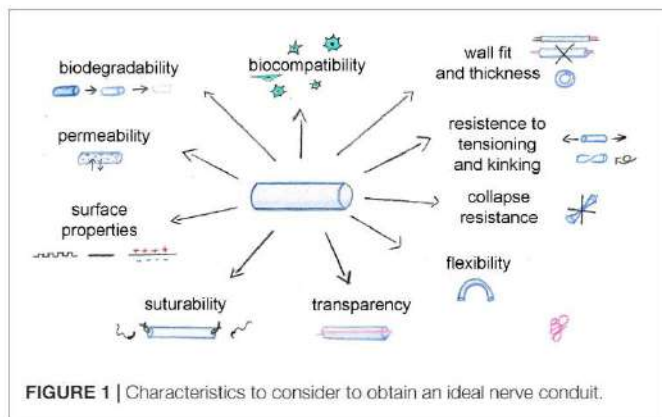 biodegradability
biocompatibility
wall fit
and thickness
permeability
resistence to
tensioning
and kinking
surface
properties
collapse
resistance
flexibility
suturability
transparency
FIGURE 1 | Characteristics to consider to obtain an ideal nerve conduit.